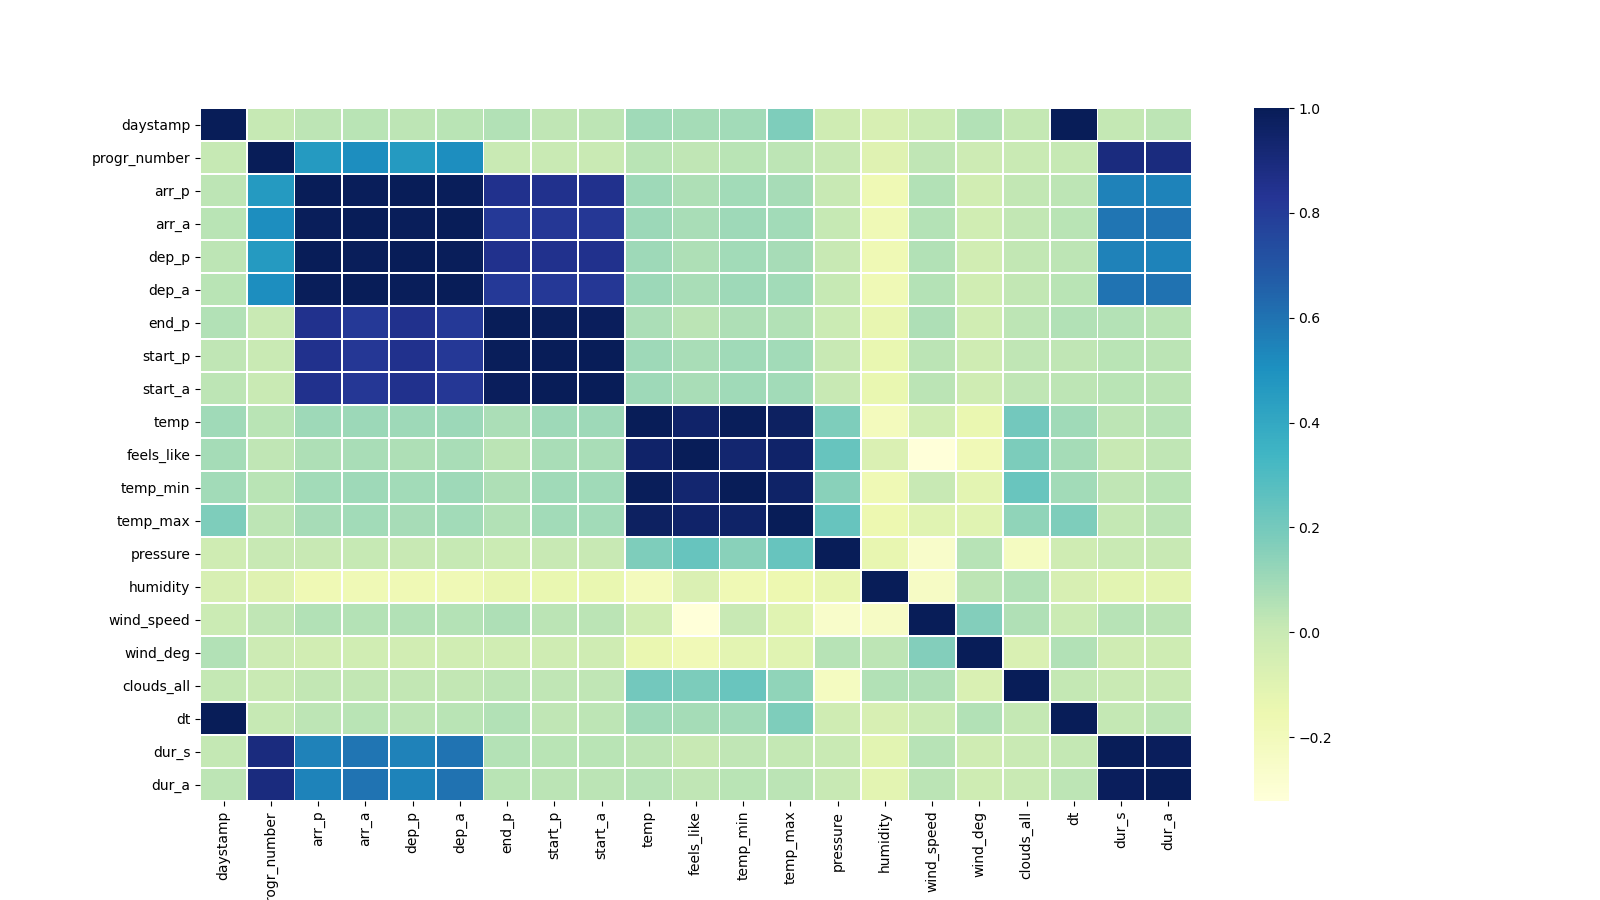 daystamp
progr_number
arr_p
arr_a
dep_p
dep_a
end_p
start_p
start_a
temp
feels_like
temp_min
temp_max
pressure
humidity
wind_speed
wind_deg
clouds_all
dt
dur_s
dur_a
daystamp
rogr_number
arr_p
arr_a
dep_p
dep_a
end_p
start_p
start_a
temp
feels_like
temp_min
temp_max
pressure
humidity
wind_speed
wind_deg
clouds_all
dt
dur_s
dur_a
1.0
0.8
0.6
0.4
0.2
0.0
−0.2